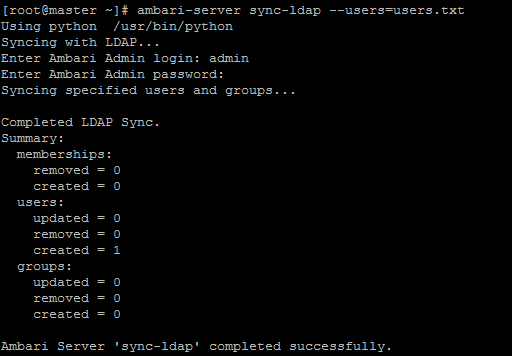 [root@master ~]# ambari-server sync-ldap --users=users.txt
Using python  /usr/bin/python
Syncing with LDAP...
Enter Ambari Admin login: admin
Enter Ambari Admin password:
Syncing specified users and groups...

Completed LDAP Sync.
Summary:
  memberships:
    removed = 0
    created = 0
  users:
    updated = 0
    removed = 0
    created = 1
  groups:
    updated = 0
    removed = 0
    created = 0

Ambari Server 'sync-ldap' completed successfully.